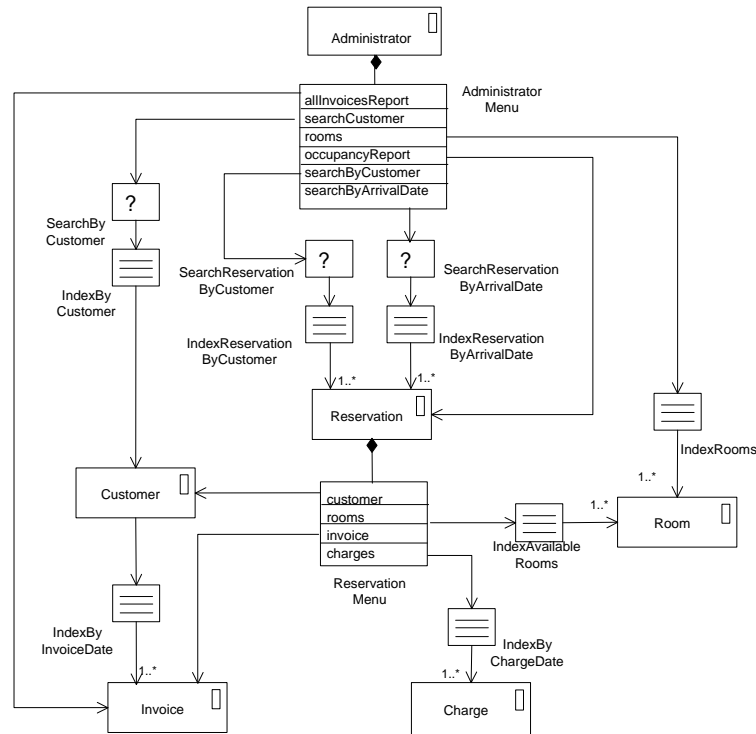 Administrator
allInvoicesReport
searchCustomer
rooms
occupancyReport
searchByCustomer
searchByArrivalDate
Administrator
Menu
?
SearchBy
Customer
IndexBy
Customer
?
SearchReservation
ByCustomer
?
SearchReservation
ByArrivalDate
IndexReservation
ByCustomer
IndexReservation
ByArrivalDate
1..*
1..*
Reservation
IndexRooms
1..*
Customer
customer
rooms
invoice
charges
Reservation
Menu
IndexAvailable
Rooms
1..*
Room
IndexBy
InvoiceDate
1..*
Invoice
IndexBy
ChargeDate
1..*
Charge